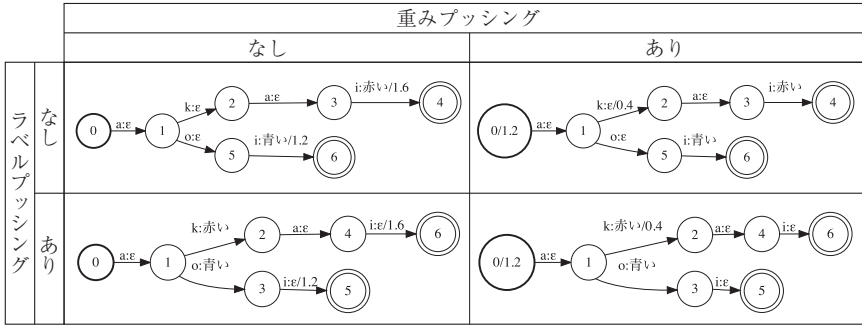 重みプッシング
なし
あり
ラベルプッシング
なし
0
a:ε
1
k:ε
2
a:ε
3
i:赤い/1.6
4
o:ε
5
i:青い/1.2
6
0/1.2
a:ε
1
k:ε/0.4
2
a:ε
3
i:赤い
4
o:ε
5
i:青い
6
あり
0
a:ε
1
k:赤い
2
a:ε
4
i:ε/1.6
6
o:青い
3
i:ε/1.2
5
0/1.2
a:ε
1
k:赤い/0.4
2
a:ε
4
i:ε
6
o:青い
3
i:ε
5